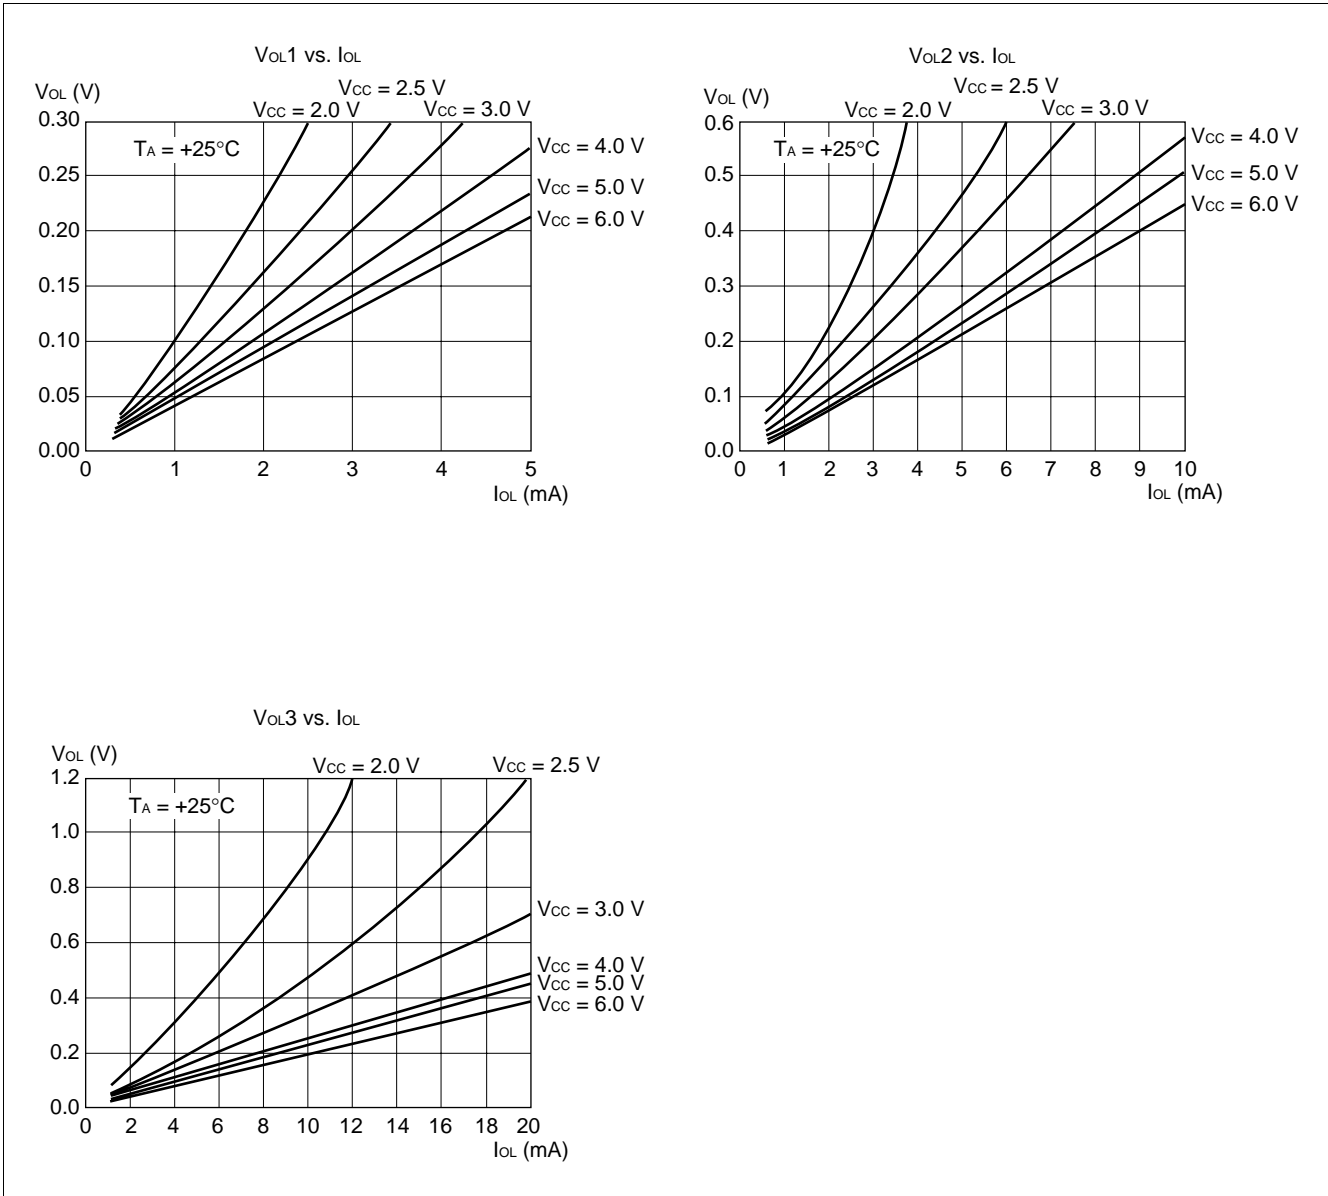 VOL1 vs. IOL
VOL (V)
VCC = 2.0 V
VCC = 2.5 V
VCC = 3.0 V
TA = +25°C
VCC = 4.0 V
VCC = 5.0 V
VCC = 6.0 V
0.30
0.25
0.20
0.15
0.10
0.05
0.00
0 1 2 3 4 5
IOL (mA)
VOL2 vs. IOL
VOL (V)
VCC = 2.0 V
VCC = 2.5 V
VCC = 3.0 V
TA = +25°C
VCC = 4.0 V
VCC = 5.0 V
VCC = 6.0 V
0.6
0.5
0.4
0.3
0.2
0.1
0.0
0 1 2 3 4 5 6 7 8 9 10
IOL (mA)
VOL3 vs. IOL
VOL (V)
VCC = 2.0 V
VCC = 2.5 V
TA = +25°C
VCC = 3.0 V
VCC = 4.0 V
VCC = 5.0 V
VCC = 6.0 V
1.2
1.0
0.8
0.6
0.4
0.2
0.0
0 2 4 6 8 10 12 14 16 18 20
IOL (mA)